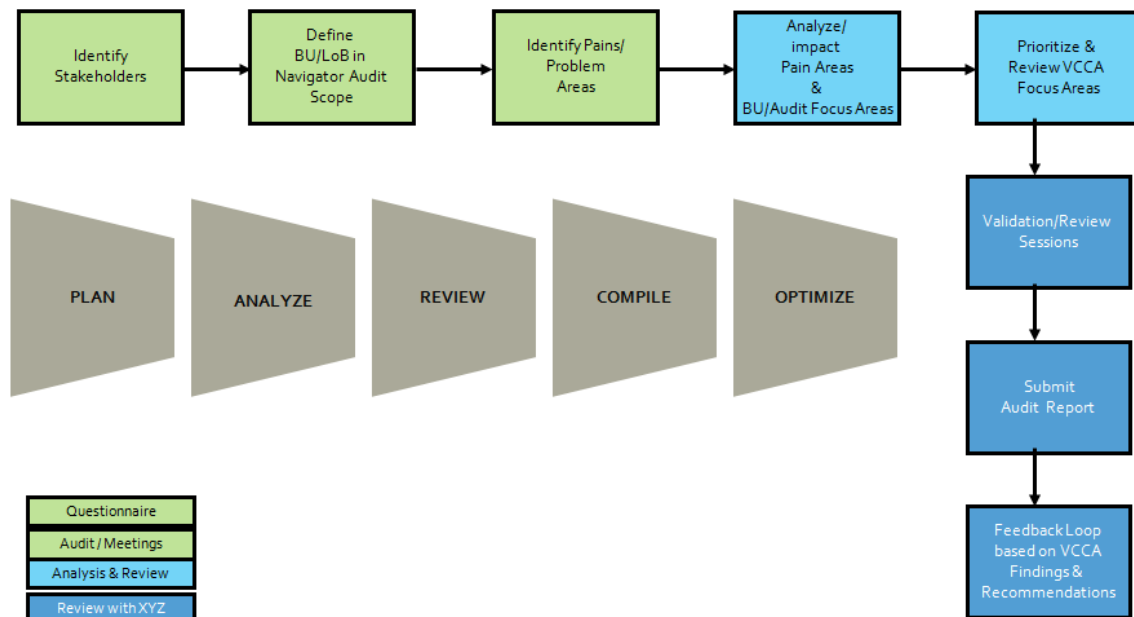 Identify
Stakeholders
Define
BU/LoB in
Navigator Audit
Scope
Identify Pains/
Problem
Areas
Analyze/
impact
Pain Areas
&
BU/Audit Focus Areas
Prioritize &
Review VCCA
Focus Areas
Validation/Review
Sessions
Submit
Audit Report
Feedback Loop
based on VCCA
Findings &
Recommendations
PLAN
ANALYZE
REVIEW
COMPILE
OPTIMIZE
Questionnaire
Audit / Meetings
Analysis & Review
Review with XYZ